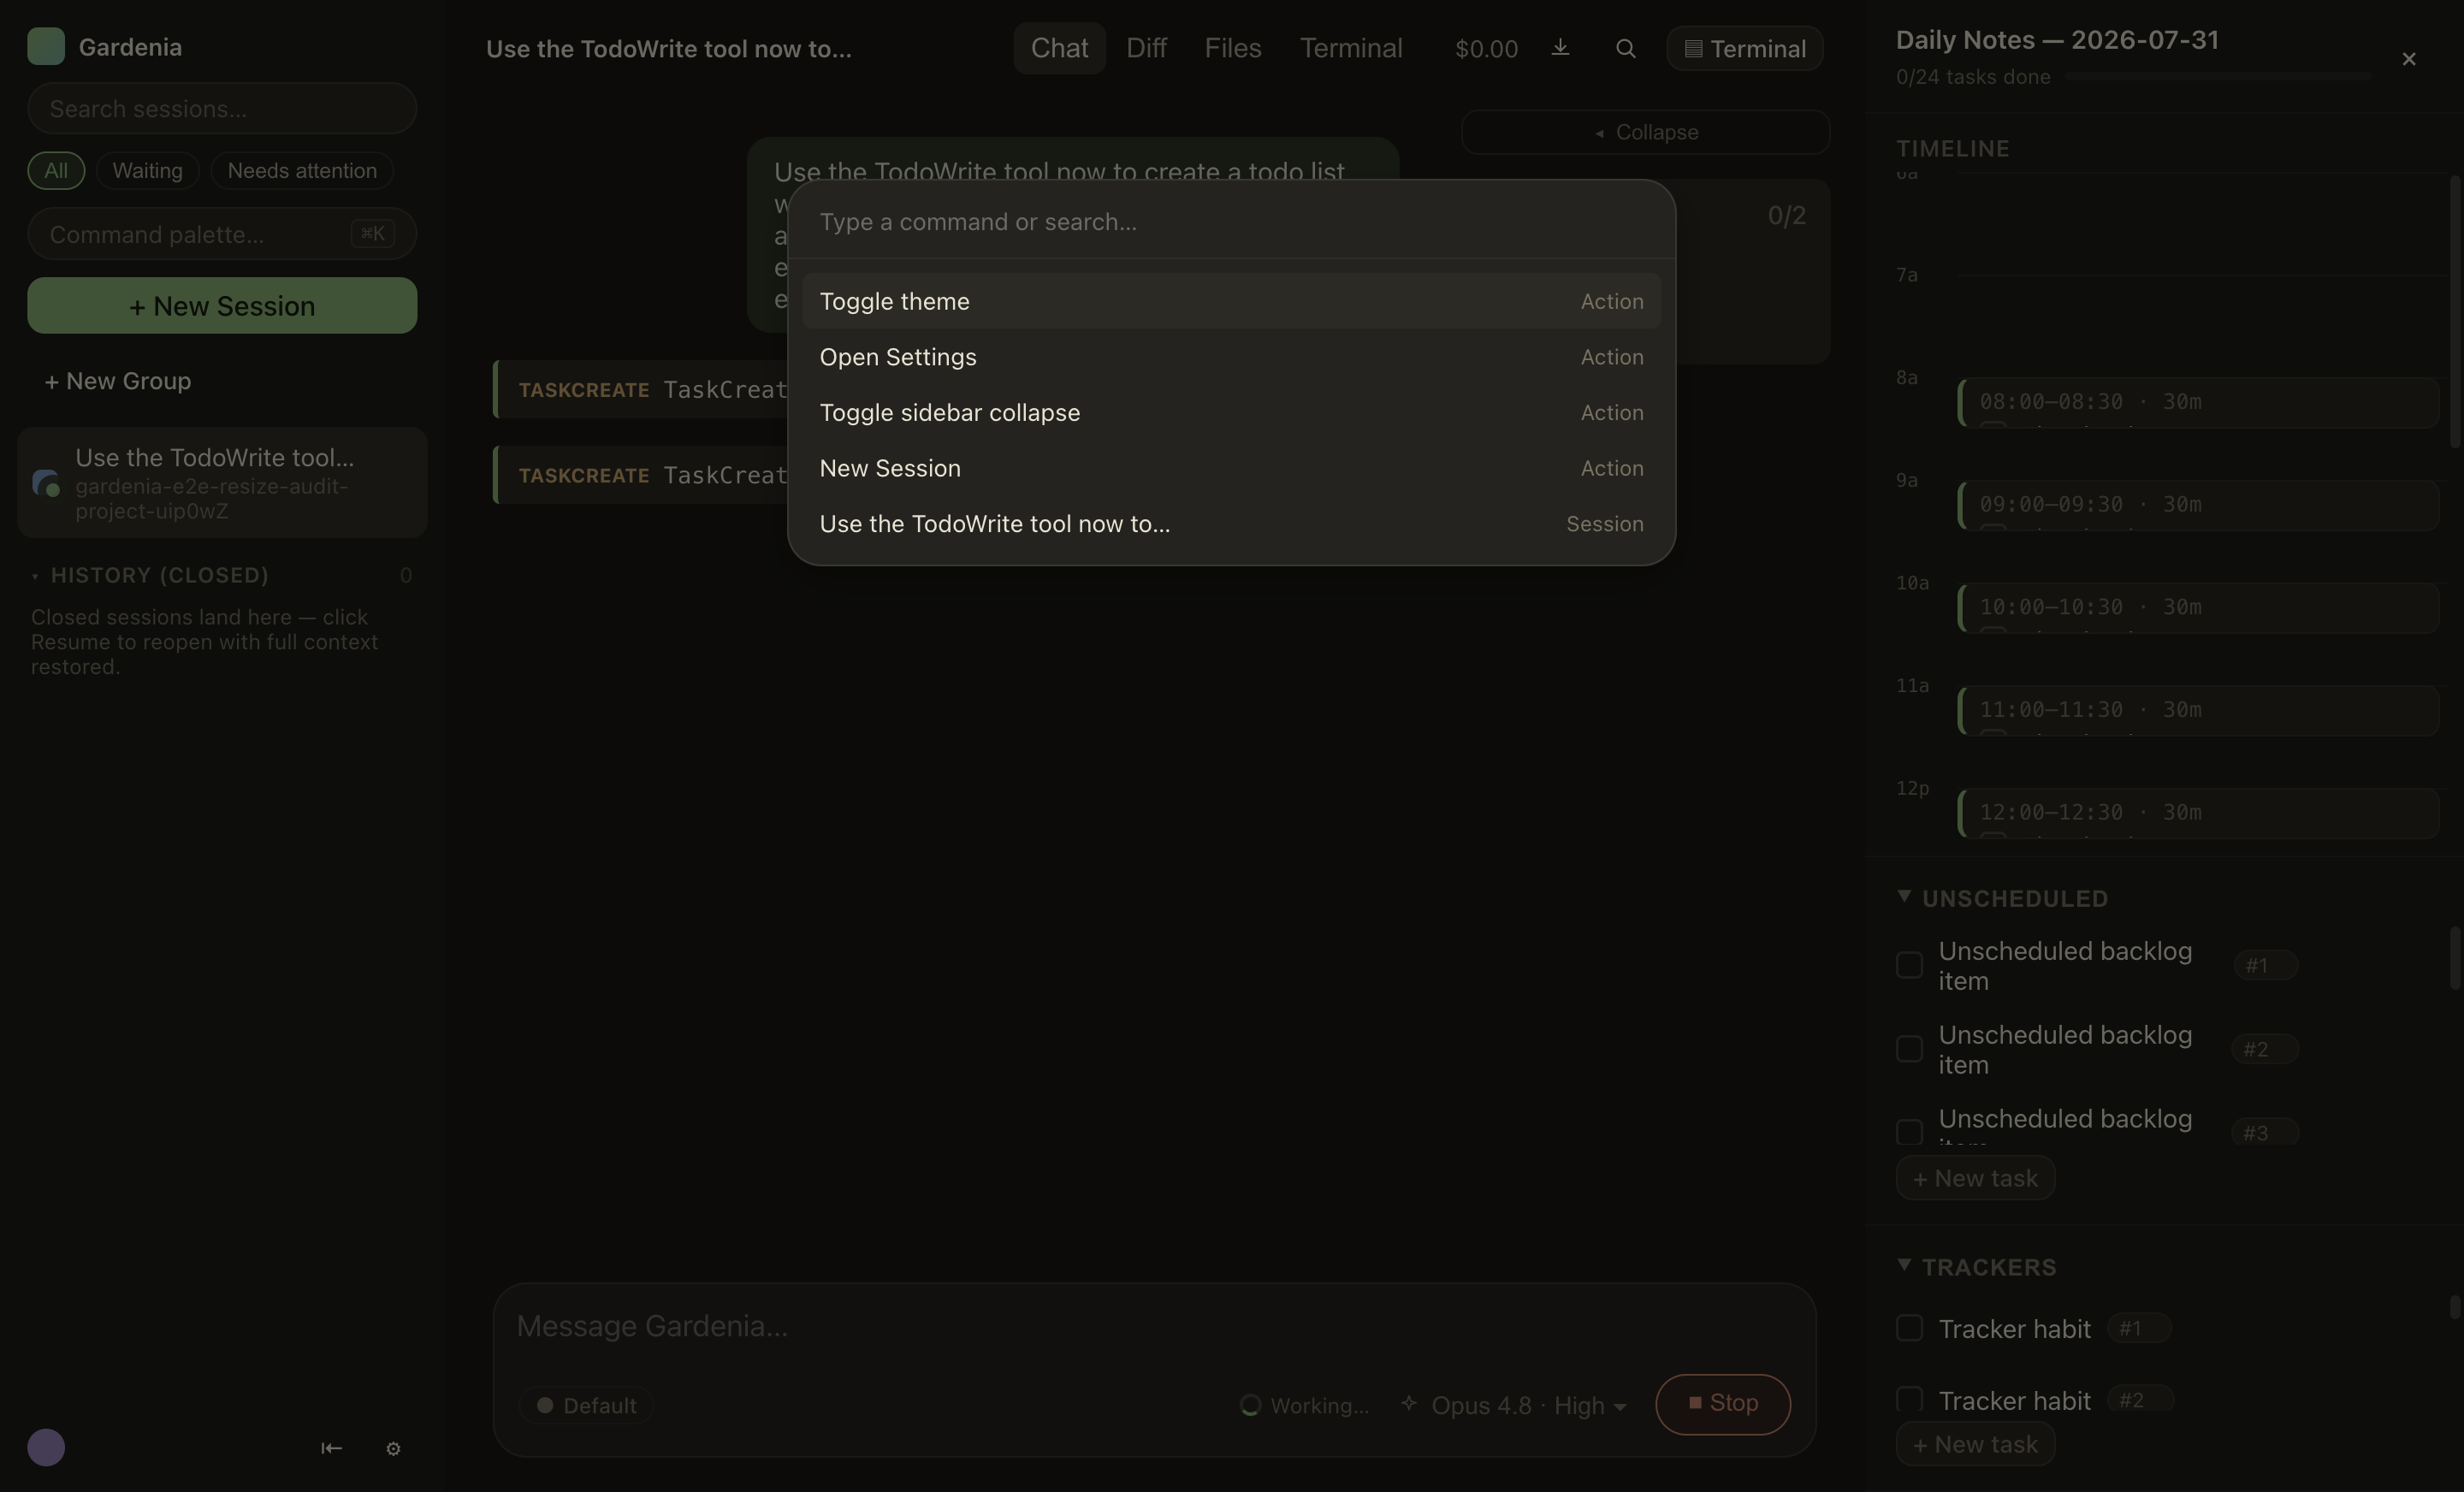 Gardenia
Search sessions...
All
Waiting
Needs attention
Command palette...
⌘K
+ New Session
+ New Group
Use the TodoWrite tool...
gardenia-e2e-resize-audit-
project-uip0wZ
HISTORY (CLOSED)
0
Closed sessions land here — click
Resume to reopen with full context
restored.
Use the TodoWrite tool now to...
Chat
Diff
Files
Terminal
$0.00
Terminal
Collapse
Use the TodoWrite tool now to create a todo list
0/2
Type a command or search...
Toggle theme
Action
Open Settings
Action
Toggle sidebar collapse
Action
New Session
Action
Use the TodoWrite tool now to...
Session
TASKCREATE TaskCreat
TASKCREATE TaskCreat
Message Gardenia...
Default
Working...
Opus 4.8 · High
Stop
Daily Notes — 2026-07-31
0/24 tasks done
TIMELINE
6a
7a
8a
08:00–08:30 · 30m
9a
09:00–09:30 · 30m
10a
10:00–10:30 · 30m
11a
11:00–11:30 · 30m
12p
12:00–12:30 · 30m
UNSCHEDULED
Unscheduled backlog
item
#1
Unscheduled backlog
item
#2
Unscheduled backlog
#3
+ New task
TRACKERS
Tracker habit
#1
Tracker habit
#2
+ New task